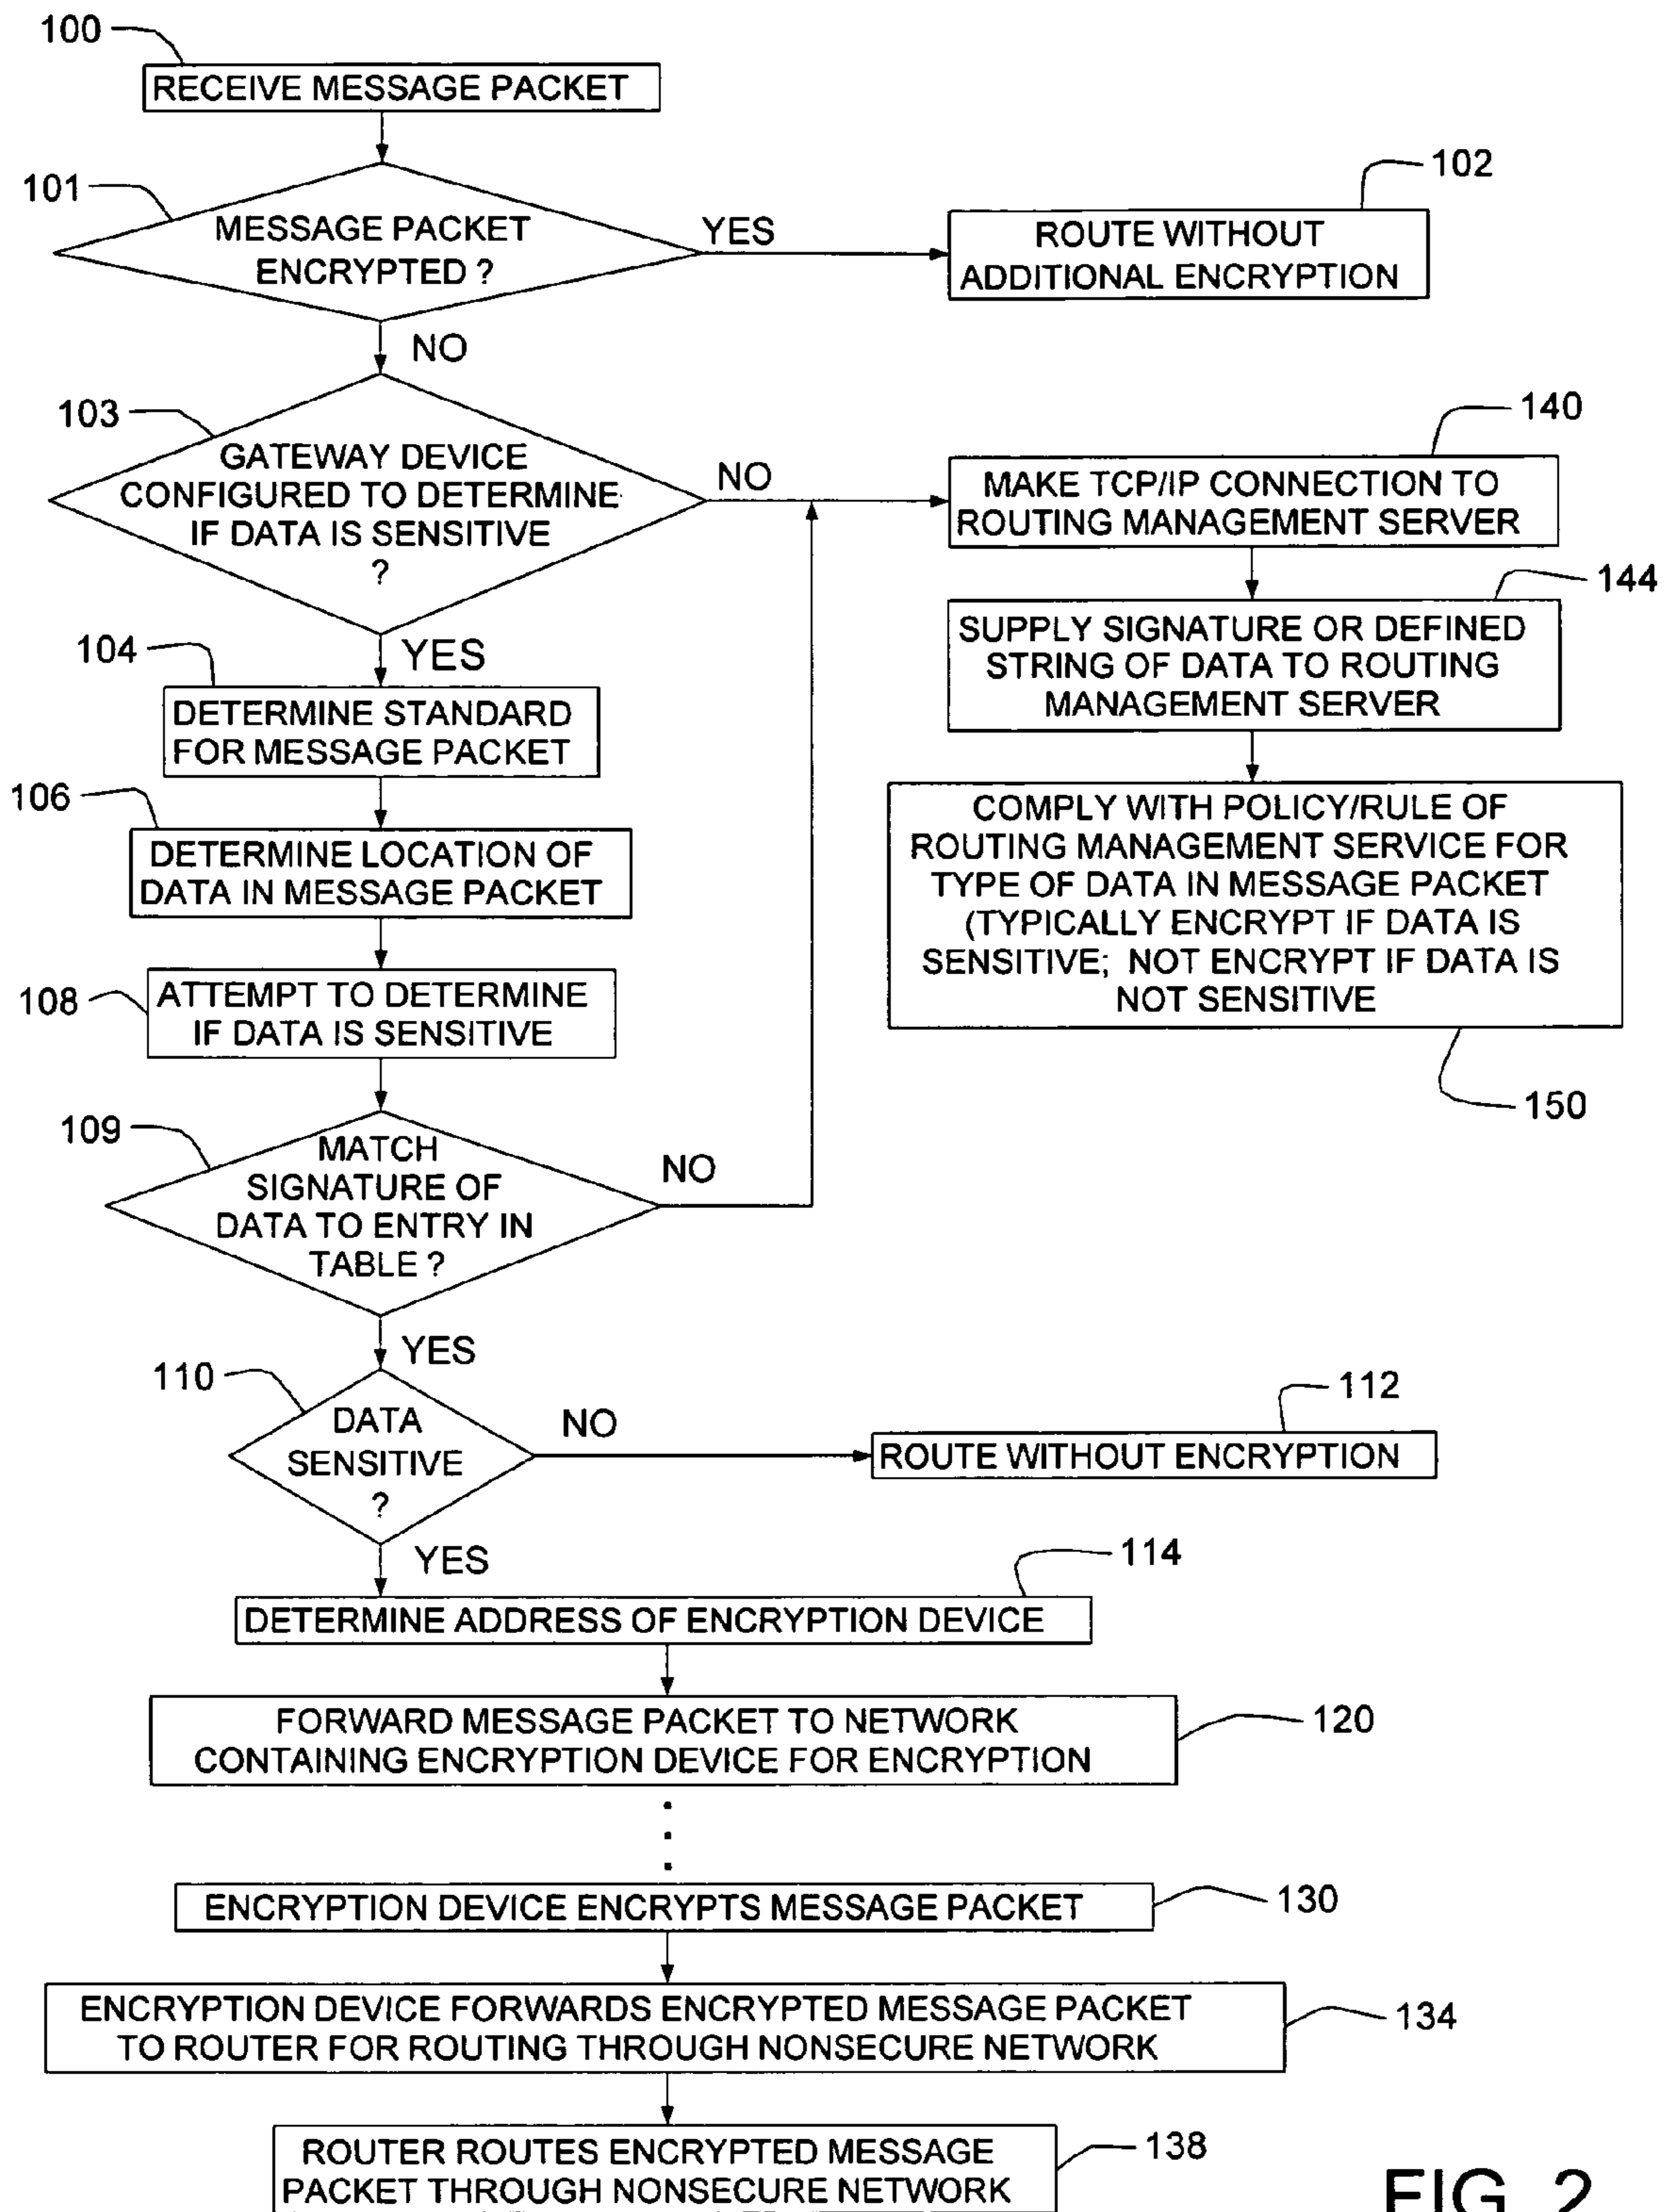 100
RECEIVE MESSAGE PACKET
101
MESSAGE PACKET
ENCRYPTED ?
YES
102
ROUTE WITHOUT
ADDITIONAL ENCRYPTION
NO
103
GATEWAY DEVICE
CONFIGURED TO DETERMINE
IF DATA IS SENSITIVE
?
NO
140
MAKE TCP/IP CONNECTION TO
ROUTING MANAGEMENT SERVER
144
SUPPLY SIGNATURE OR DEFINED
STRING OF DATA TO ROUTING
MANAGEMENT SERVER
COMPLY WITH POLICY/RULE OF
ROUTING MANAGEMENT SERVICE FOR
TYPE OF DATA IN MESSAGE PACKET
(TYPICALLY ENCRYPT IF DATA IS
SENSITIVE; NOT ENCRYPT IF DATA IS
NOT SENSITIVE
150
YES
104
DETERMINE STANDARD
FOR MESSAGE PACKET
106
DETERMINE LOCATION OF
DATA IN MESSAGE PACKET
108
ATTEMPT TO DETERMINE
IF DATA IS SENSITIVE
109
MATCH
SIGNATURE OF
DATA TO ENTRY IN
TABLE ?
NO
YES
110
DATA
SENSITIVE
?
NO
112
ROUTE WITHOUT ENCRYPTION
YES
114
DETERMINE ADDRESS OF ENCRYPTION DEVICE
FORWARD MESSAGE PACKET TO NETWORK
CONTAINING ENCRYPTION DEVICE FOR ENCRYPTION
120
ENCRYPTION DEVICE ENCRYPTS MESSAGE PACKET
130
ENCRYPTION DEVICE FORWARDS ENCRYPTED MESSAGE PACKET
TO ROUTER FOR ROUTING THROUGH NONSECURE NETWORK
134
ROUTER ROUTES ENCRYPTED MESSAGE
PACKET THROUGH NONSECURE NETWORK
138
FIG. 2